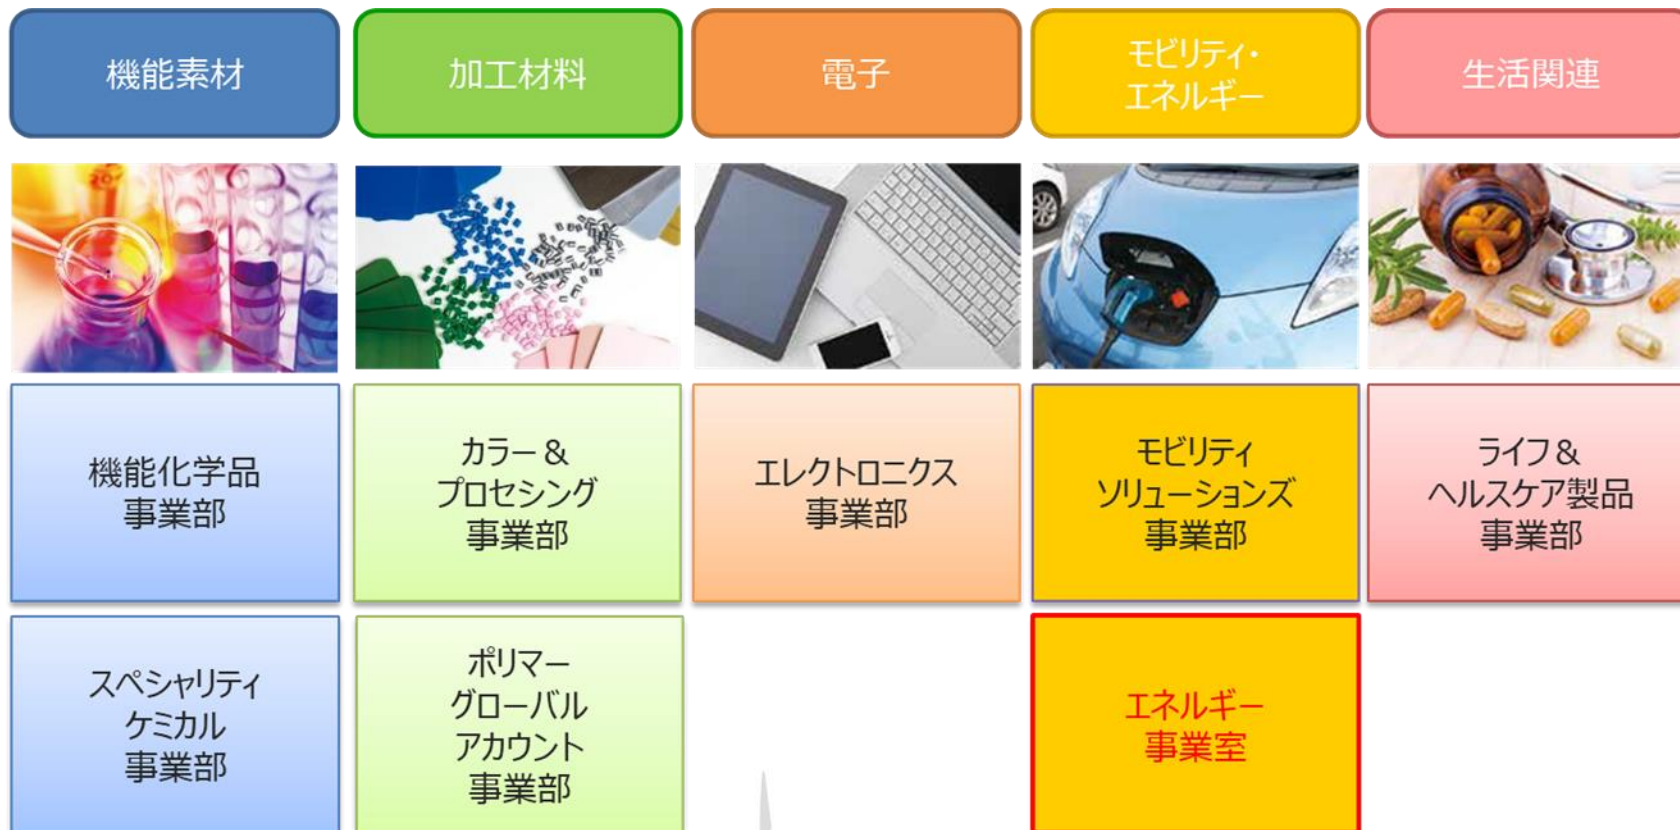 機能素材
加工材料
電子
モビリティ・
エネルギー
生活関連
機能化学品
事業部
カラー＆
プロセシング
事業部
エレクトロニクス
事業部
モビリティ
ソリューションズ
事業部
ライフ＆
ヘルスケア製品
事業部
スペシャリティ
ケミカル
事業部
ポリマー
グローバル
アカウント
事業部
エネルギー
事業室